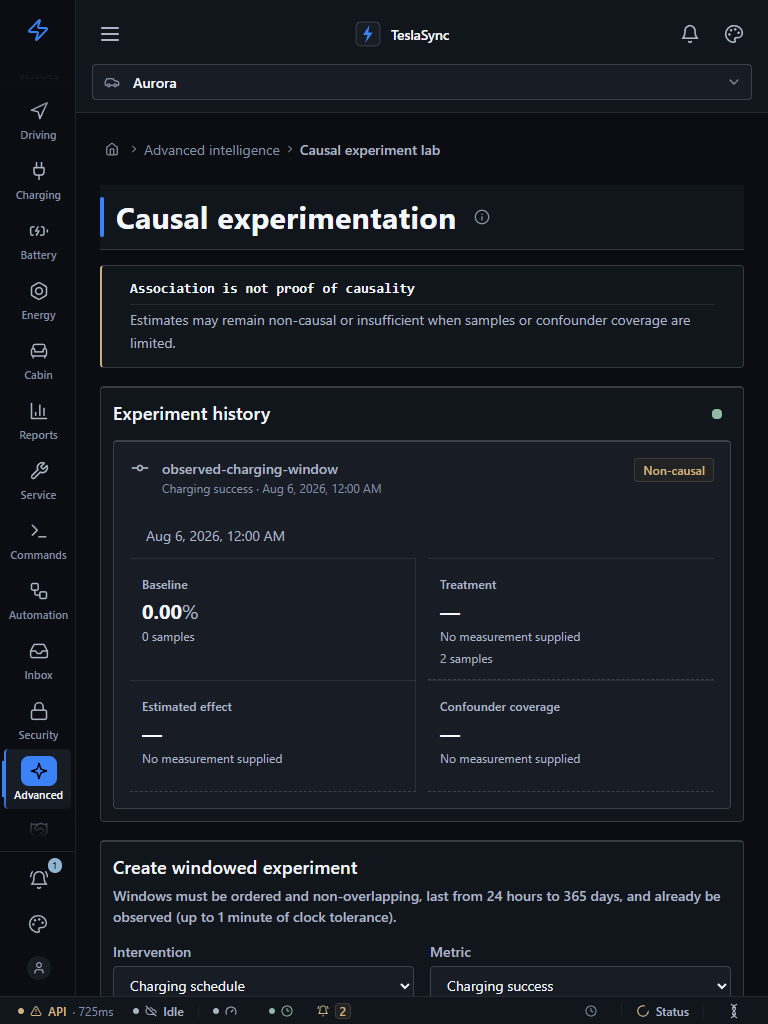 TeslaSync
Aurora
Driving
Charging
Battery
Energy
Cabin
Reports
Service
Commands
Automation
Inbox
Security
Advanced
1
Advanced intelligence
Causal experiment lab
Causal experimentation
Association is not proof of causality
Estimates may remain non-causal or insufficient when samples or confounder coverage are
limited.
Experiment history
observed-charging-window
Non-causal
Charging success · Aug 6, 2026, 12:00 AM
Aug 6, 2026, 12:00 AM
Baseline
0.00%
0 samples
Treatment
—
No measurement supplied
2 samples
Estimated effect
—
No measurement supplied
Confounder coverage
—
No measurement supplied
Create windowed experiment
Windows must be ordered and non-overlapping, last from 24 hours to 365 days, and already be
observed (up to 1 minute of clock tolerance).
Intervention
Charging schedule
Metric
Charging success
API · 725ms
Idle
2
Status